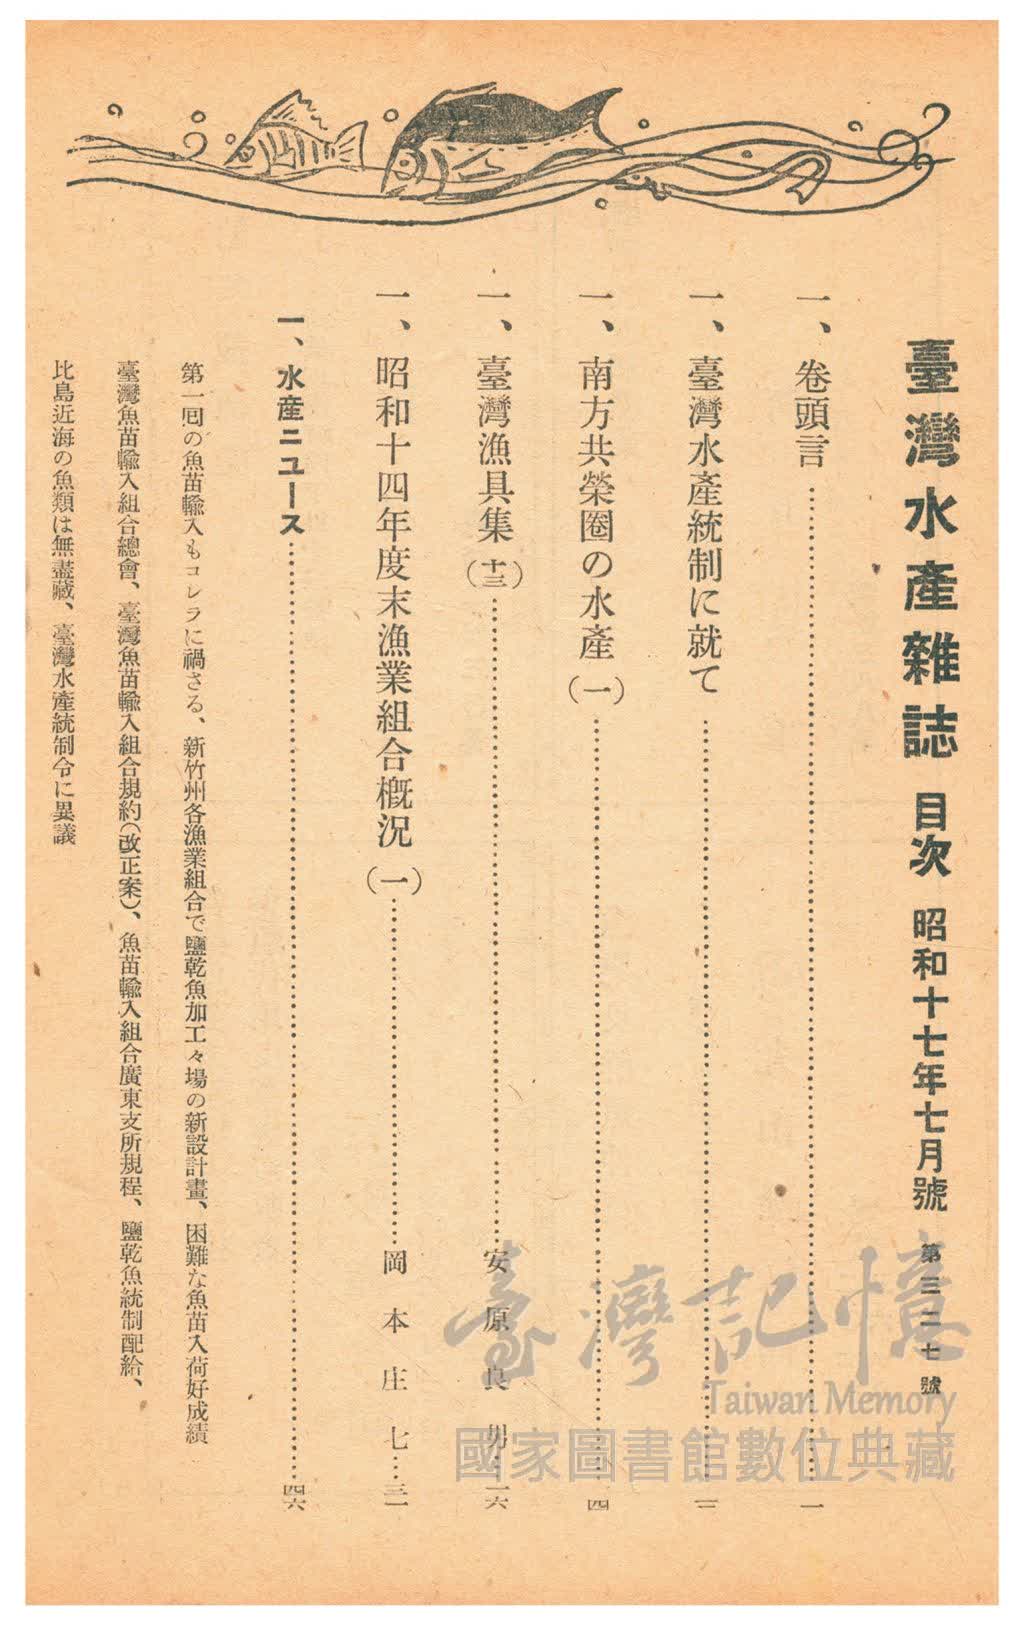 臺灣水產雜誌 目次 昭和十七年七月號 第三二七號
一、卷頭言…………一
一、臺灣水產統制に就て…………三
一、南方共榮圈の水產(一)…………四
一、臺灣漁具集(十三)…………安原良男…一六
一、昭和十四年度末漁業組合概況(一)…………岡本庄七…三一
一、水産ニユース…………四六
第一囘の魚苗輸入もコレラに禍さる、新竹州各漁業組合で鹽乾魚加工々場の新設計畫、困難な魚苗入荷好成績
臺灣魚苗輸入組合總會、臺灣魚苗輸入組合規約(改正案)、魚苗輸入組合廣東支所規程、鹽乾魚統制配給、
比島近海の魚類は無盡藏、臺灣水産統制令に異議
臺灣記憶
Taiwan Memory
國家圖書館數位典藏